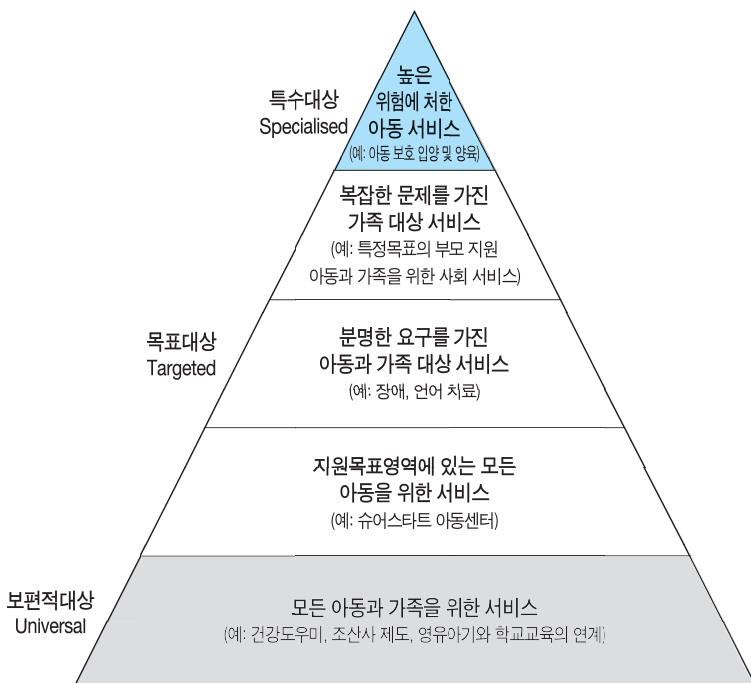 높은
위험에 처한
아동 서비스
(예: 아동 보호 입양 및 양육)
특수대상
Specialised
복잡한 문제를 가진
가족 대상 서비스
(예: 특정목표의 부모 지원
아동과 가족을 위한 사회 서비스)
목표대상
Targeted
분명한 요구를 가진
아동과 가족 대상 서비스
(예: 장애, 언어 치료)
지원목표영역에 있는 모든
아동을 위한 서비스
(예: 슈어스타트 아동센터)
보편적대상
Universal
모든 아동과 가족을 위한 서비스
(예: 건강도우미, 조산사 제도, 영유아기와 학교교육의 연계)